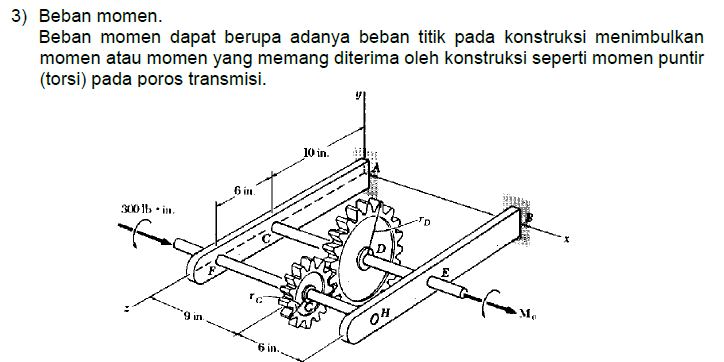 3) Beban momen.
Beban momen dapat berupa adanya beban titik pada konstruksi menimbulkan
momen atau momen yang memang diterima oleh konstruksi seperti momen puntir
(torsi) pada poros transmisi.
y
10 in.
A
6 in.
300 lb · in.
B
r_D
x
C
D
F
E
z
r_G
G
M₀
9 in.
H
6 in.